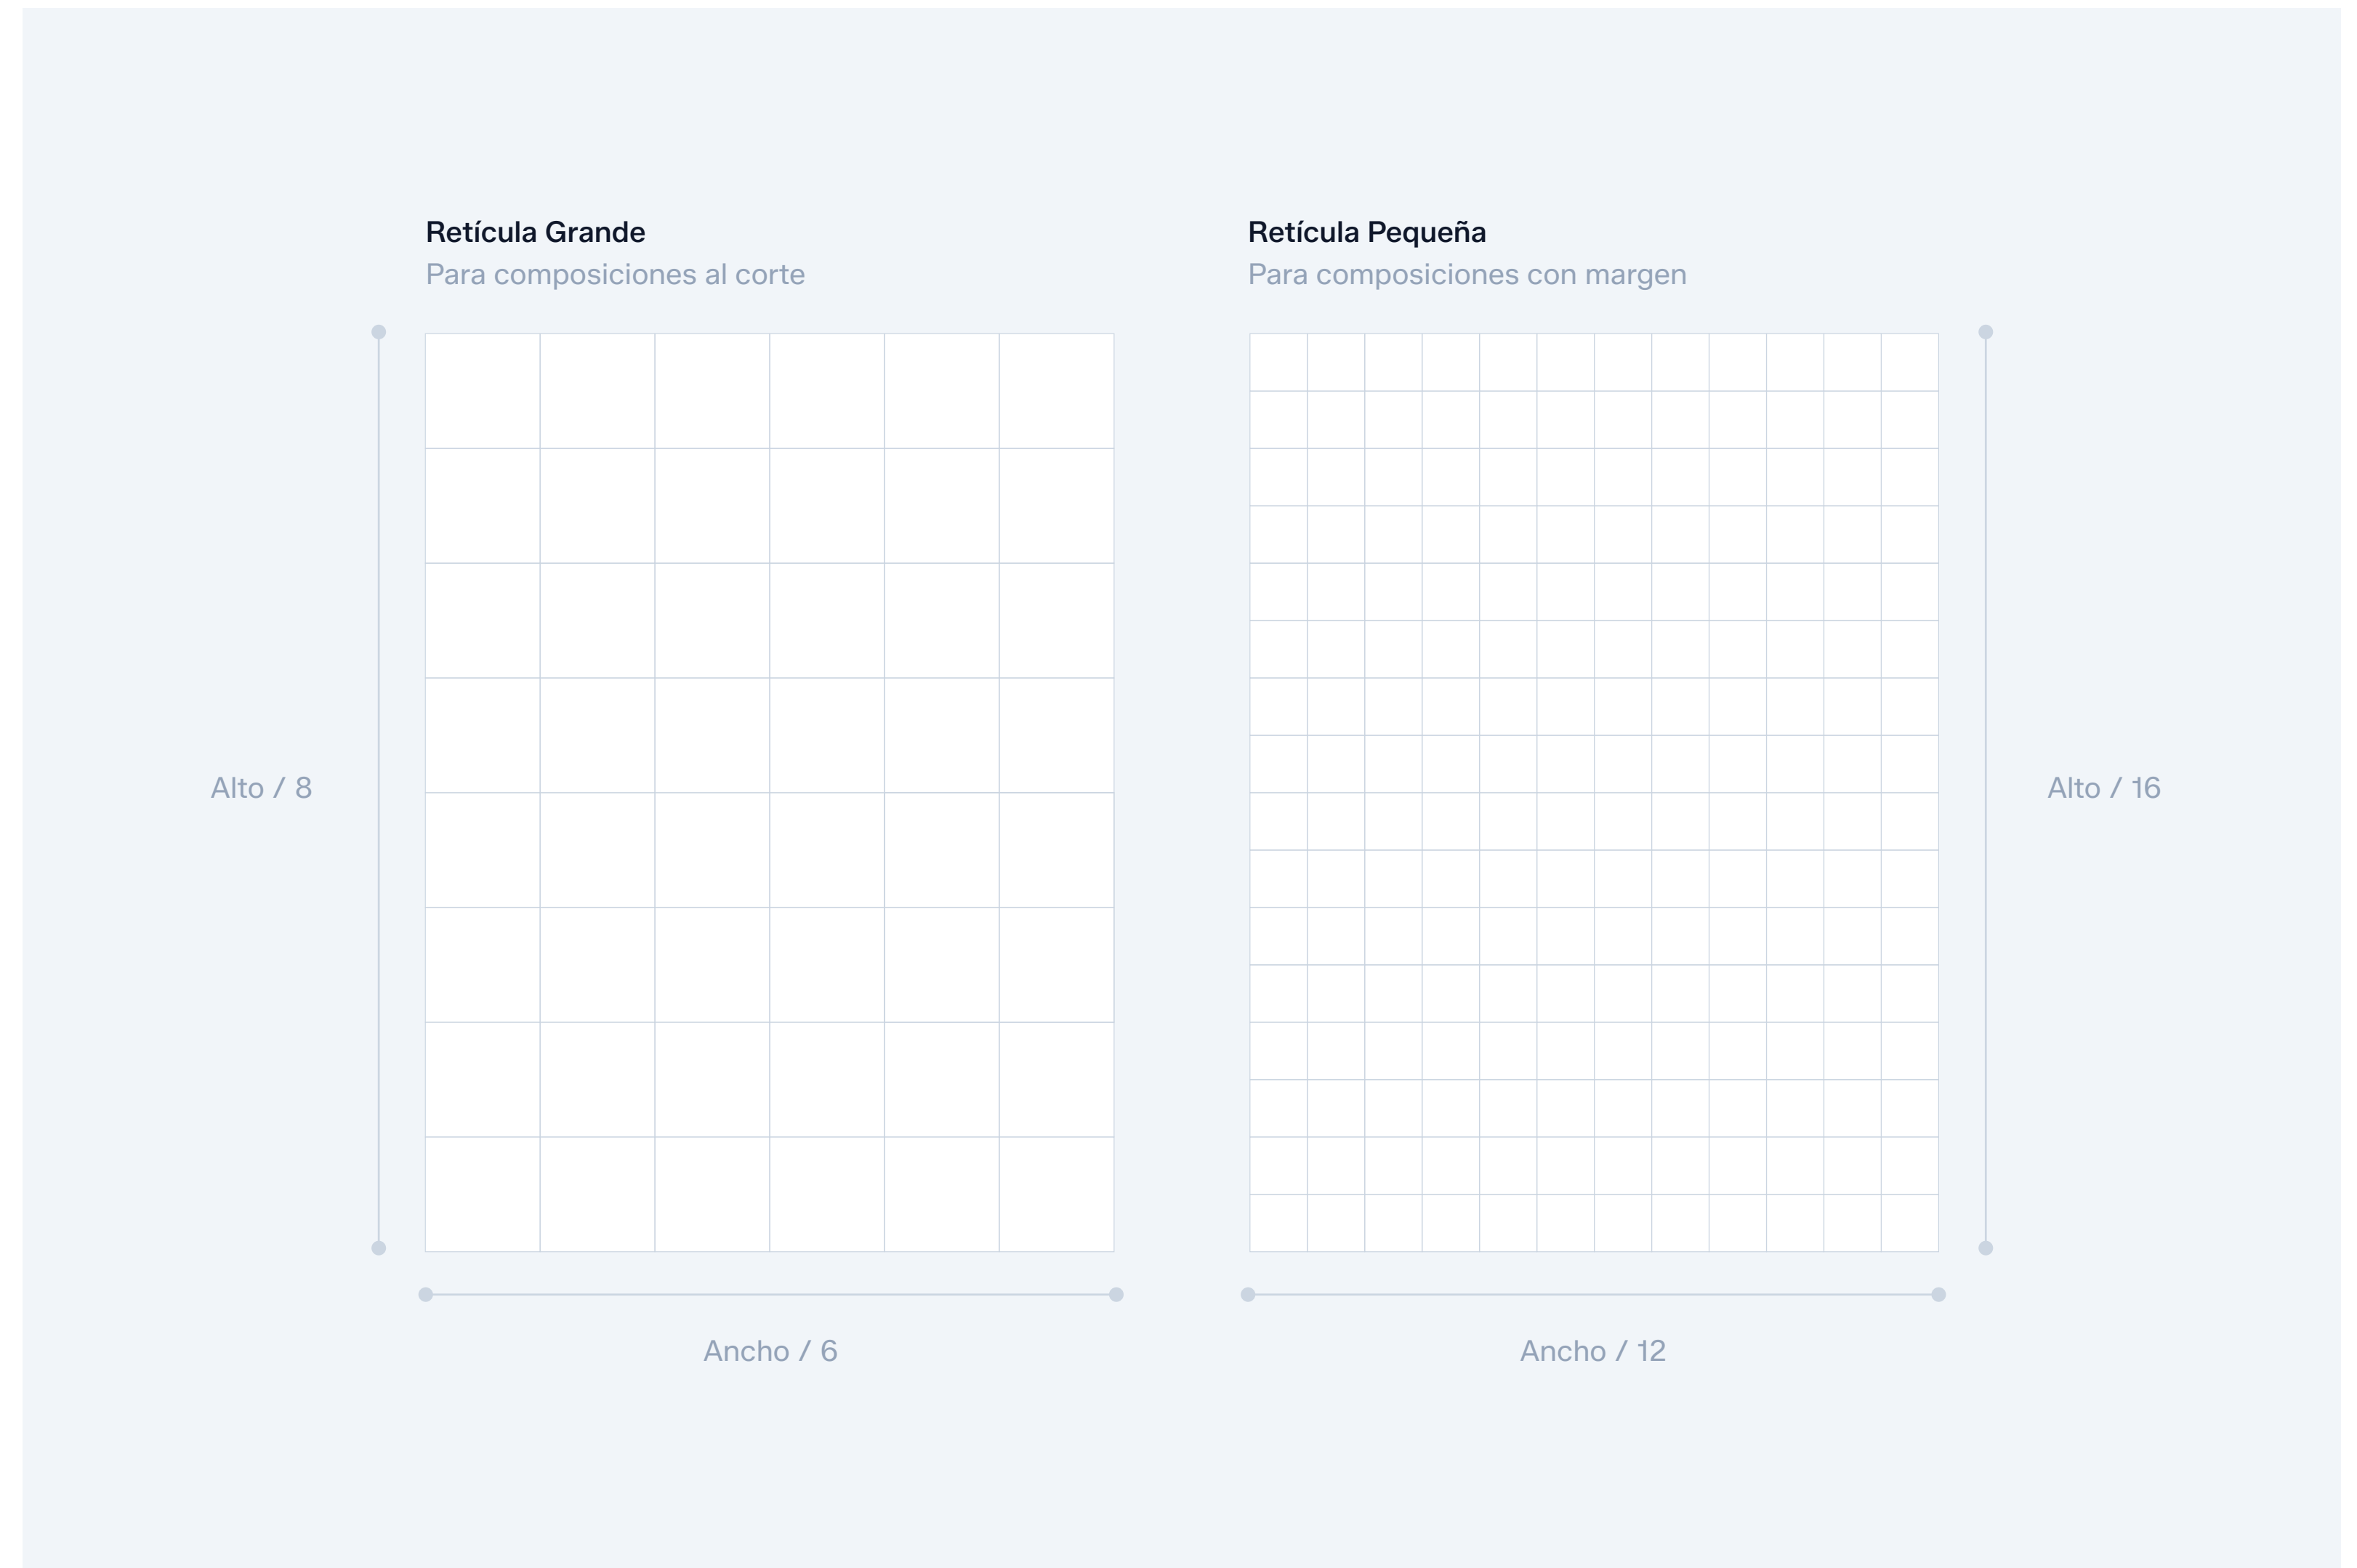 Retícula Grande
Para composiciones al corte
Retícula Pequeña
Para composiciones con margen
Alto / 8
Alto / 16
Ancho / 6
Ancho / 12